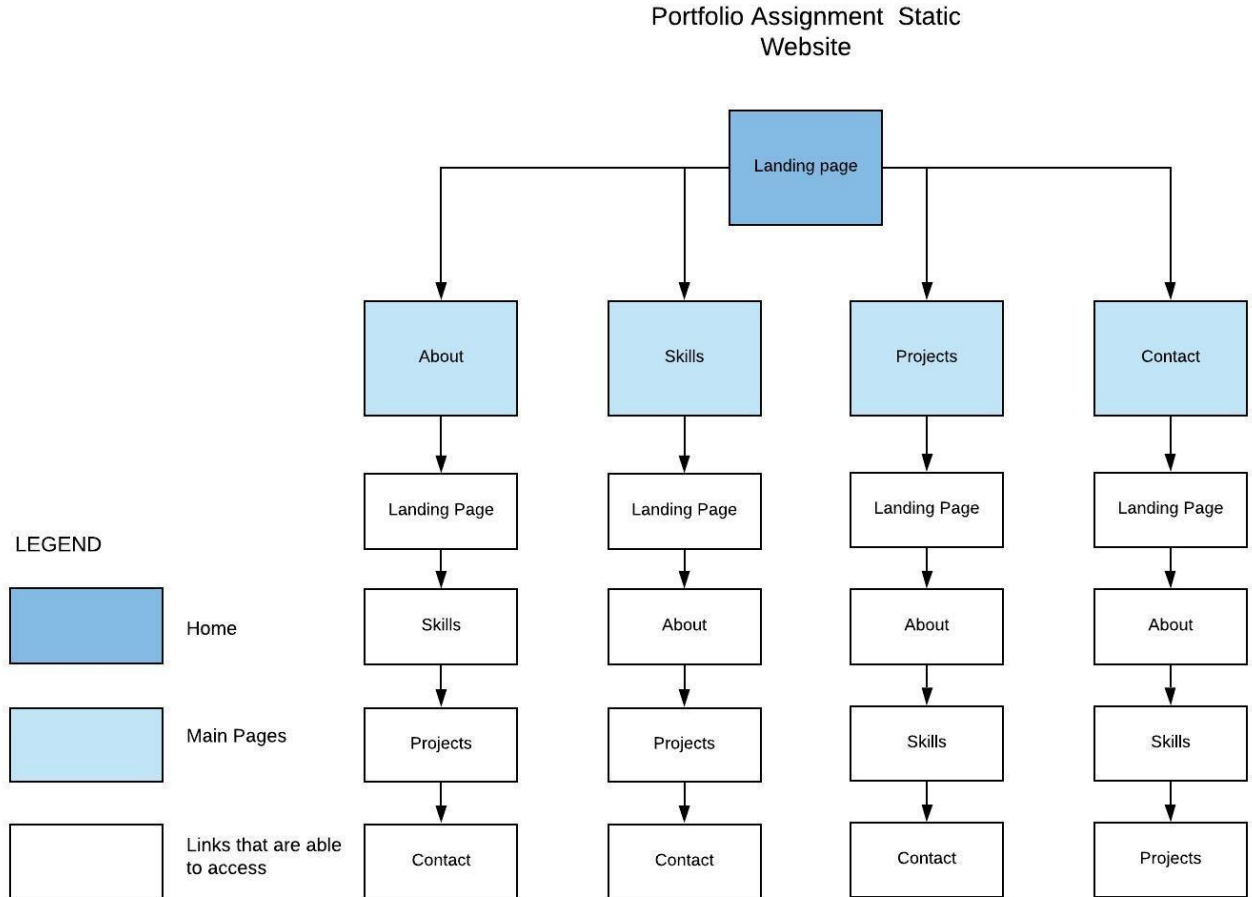 Portfolio Assignment Static
Website
Landing page
About
Skills
Projects
Contact
Landing Page
Landing Page
Landing Page
Landing Page
LEGEND
Home
Skills
About
About
About
Main Pages
Projects
Projects
Skills
Skills
Links that are able
to access
Contact
Contact
Contact
Projects